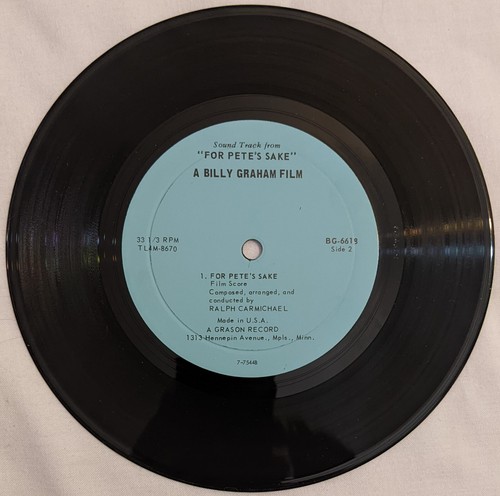 Sound Track from
"FOR PETE'S SAKE"
A BILLY GRAHAM FILM
33 1/3 RPM
TL4M-8670
BG-6619
Side 2
1. FOR PETE'S SAKE
Film Score
Composed, arranged, and
conducted by
RALPH CARMICHAEL
Made in U.S.A.
A GRASON RECORD
1313 Hennepin Avenue., Mpls., Minn.
7-75448